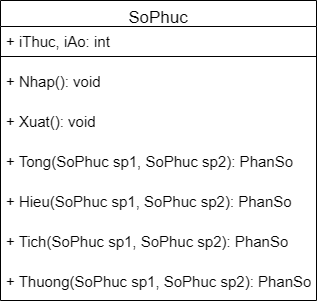 SoPhuc
+ iThuc, iAo: int
+ Nhap(): void
+ Xuat(): void
+ Tong(SoPhuc sp1, SoPhuc sp2): PhanSo
+ Hieu(SoPhuc sp1, SoPhuc sp2): PhanSo
+ Tich(SoPhuc sp1, SoPhuc sp2): PhanSo
+ Thuong(SoPhuc sp1, SoPhuc sp2): PhanSo